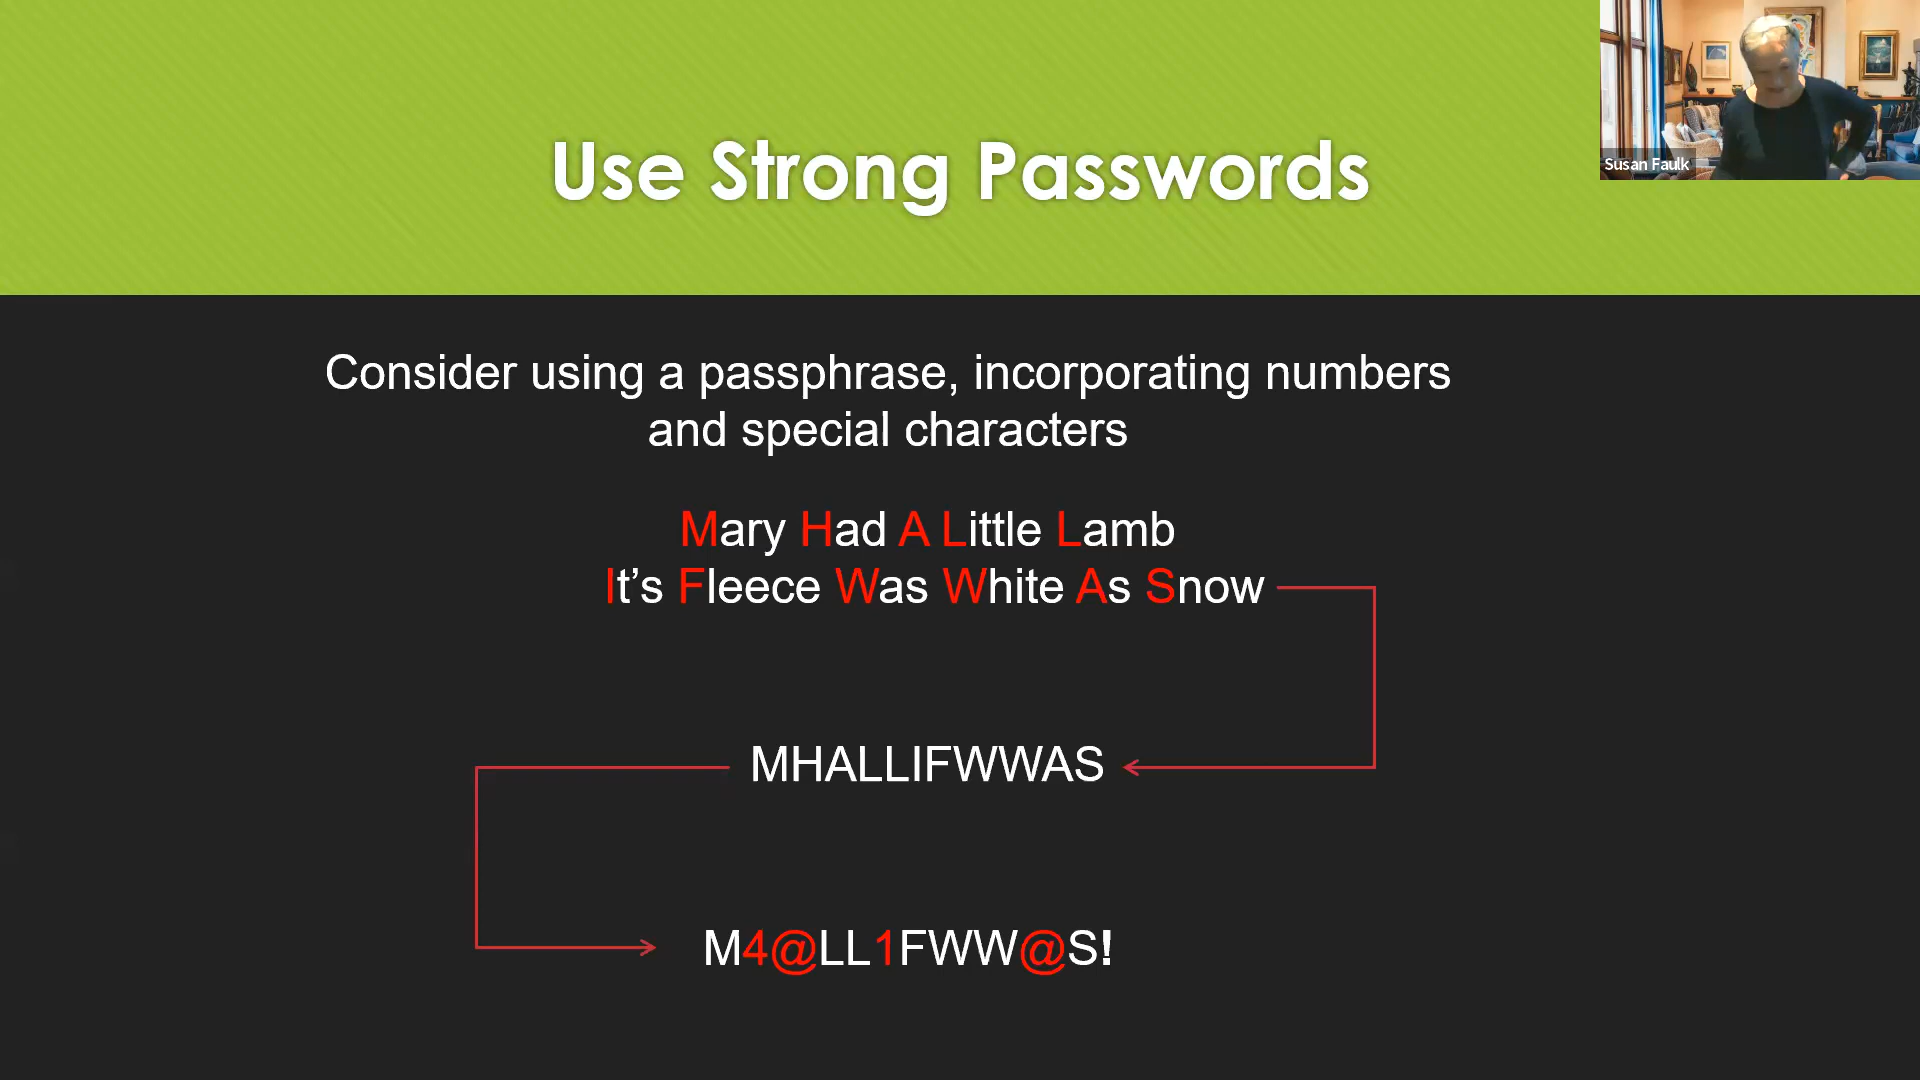 Use Strong Passwords
Susan Faulk
Consider using a passphrase, incorporating numbers
and special characters
Mary Had A Little Lamb
It’s Fleece Was White As Snow
MHALLIFWWAS
M4@LL1FWW@S!